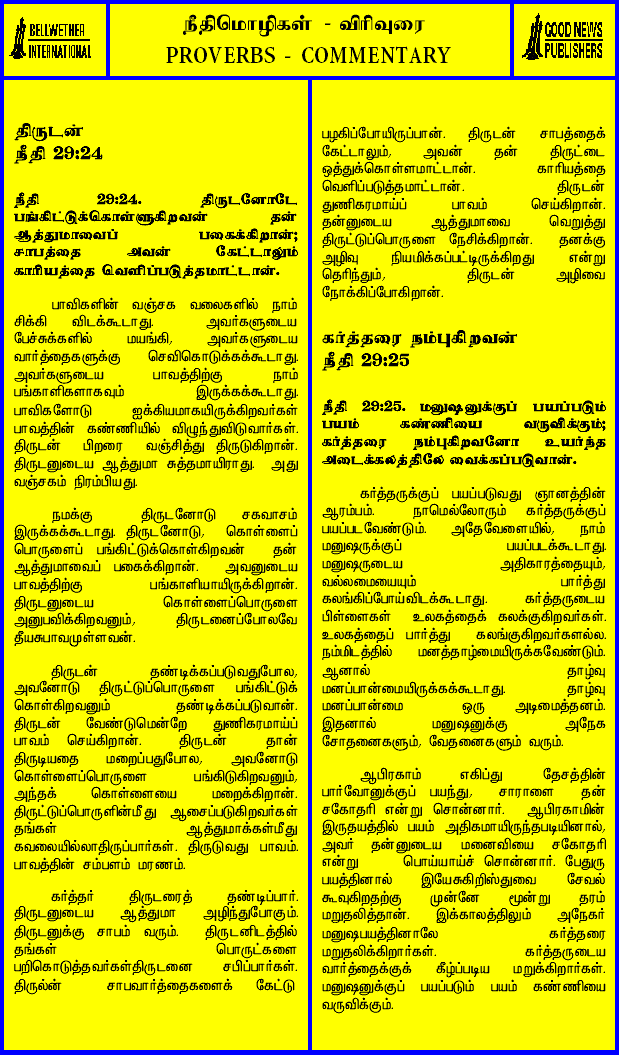 BELLWETHER
INTERNATIONAL
நீதிமொழிகள் - விரிவுரை
PROVERBS - COMMENTARY
GOOD NEWS
PUBLISHERS
திருடன்
நீதி 29:24
நீதி 29:24. திருடனோடே
பங்கிட்டுக்கொள்ளுகிறவன் தன்
ஆத்துமாவைப் பகைக்கிறான்;
சாபத்தை அவன் கேட்டாலும்
காரியத்தை வெளிப்படுத்தமாட்டான்.
பாவிகளின் வஞ்சக வலைகளில் நாம்
சிக்கி விடக்கூடாது. அவர்களுடைய
பேச்சுக்களில் மயங்கி, அவர்களுடைய
வார்த்தைகளுக்கு செவிகொடுக்கக்கூடாது.
அவர்களுடைய பாவத்திற்கு நாம்
பங்காளிகளாகவும் இருக்கக்கூடாது.
பாவிகளோடு ஐக்கியமாகயிருக்கிறவர்கள்
பாவத்தின் கண்ணியில் விழுந்துவிடுவார்கள்.
திருடன் பிறரை வஞ்சித்து திருடுகிறான்.
திருடனுடைய ஆத்துமா சுத்தமாயிராது. அது
வஞ்சகம் நிரம்பியது.
நமக்கு திருடனோடு சகவாசம்
இருக்கக்கூடாது. திருடனோடு, கொள்ளைப்
பொருளைப் பங்கிட்டுக்கொள்கிறவன் தன்
ஆத்துமாவைப் பகைக்கிறான். அவனுடைய
பாவத்திற்கு பங்காளியாயிருக்கிறான்.
திருடனுடைய கொள்ளைப்பொருளை
அனுபவிக்கிறவனும், திருடனைப்போலவே
தீயசுபாவமுள்ளவன்.
திருடன் தண்டிக்கப்படுவதுபோல,
அவனோடு திருட்டுப்பொருளை பங்கிட்டுக்
கொள்கிறவனும் தண்டிக்கப்படுவான்.
திருடன் வேண்டுமென்றே துணிகரமாய்ப்
பாவம் செய்கிறான். திருடன் தான்
திருடியதை மறைப்பதுபோல, அவனோடு
கொள்ளைப்பொருளை பங்கிடுகிறவனும்,
அந்தக் கொள்ளையை மறைக்கிறான்.
திருட்டுப்பொருளின்மீது ஆசைப்படுகிறவர்கள்
தங்கள் ஆத்துமாக்கள்மீது
கவலையில்லாதிருப்பார்கள். திருடுவது பாவம்.
பாவத்தின் சம்பளம் மரணம்.
கர்த்தர் திருடரைத் தண்டிப்பார்.
திருடனுடைய ஆத்துமா அழிந்துபோகும்.
திருடனுக்கு சாபம் வரும். திருடனிடத்தில்
தங்கள் பொருட்களை
பறிகொடுத்தவர்கள்திருடனை சபிப்பார்கள்.
திருல்ன் சாபவார்த்தைகளைக் கேட்டு
பழகிப்போயிருப்பான். திருடன் சாபத்தைக்
கேட்டாலும், அவன் தன் திருட்டை
ஒத்துக்கொள்ளமாட்டான். காரியத்தை
வெளிப்படுத்தமாட்டான். திருடன்
துணிகரமாய்ப் பாவம் செய்கிறான்.
தன்னுடைய ஆத்துமாவை வெறுத்து
திருட்டுப்பொருளை நேசிக்கிறான். தனக்கு
அழிவு நியமிக்கப்பட்டிருக்கிறது என்று
தெரிந்தும், திருடன் அழிவை
நோக்கிப்போகிறான்.
கர்த்தரை நம்புகிறவன்
நீதி 29:25
நீதி 29:25. மனுஷனுக்குப் பயப்படும்
பயம் கண்ணியை வருவிக்கும்;
கர்த்தரை நம்புகிறவனோ உயர்ந்த
அடைக்கலத்திலே வைக்கப்படுவான்.
கர்த்தருக்குப் பயப்படுவது ஞானத்தின்
ஆரம்பம். நாமெல்லோரும் கர்த்தருக்குப்
பயப்படவேண்டும். அதேவேளையில், நாம்
மனுஷருக்குப் பயப்படக்கூடாது.
மனுஷருடைய அதிகாரத்தையும்,
வல்லமையையும் பார்த்து
கலங்கிப்போய்விடக்கூடாது. கர்த்தருடைய
பிள்ளைகள் உலகத்தைக் கலக்குகிறவர்கள்.
உலகத்தைப் பார்த்து கலங்குகிறவர்களல்ல.
நம்மிடத்தில் மனத்தாழ்மையிருக்கவேண்டும்.
ஆனால் தாழ்வு
மனப்பான்மையிருக்கக்கூடாது. தாழ்வு
மனப்பான்மை ஒரு அடிமைத்தனம்.
இதனால் மனுஷனுக்கு அநேக
சோதனைகளும், வேதனைகளும் வரும்.
ஆபிரகாம் எகிப்து தேசத்தின்
பார்வோனுக்குப் பயந்து, சாராளை தன்
சகோதரி என்று சொன்னார். ஆபிரகாமின்
இருதயத்தில் பயம் அதிகமாயிருந்தபடியினால்,
அவர் தன்னுடைய மனைவியை சகோதரி
என்று பொய்யாய்ச் சொன்னார். பேதுரு
பயத்தினால் இயேசுகிறிஸ்துவை சேவல்
கூவுகிறதற்கு முன்னே மூன்று தரம்
மறுதலித்தான். இக்காலத்திலும் அநேகர்
மனுஷபயத்தினாலே கர்த்தரை
மறுதலிக்கிறார்கள். கர்த்தருடைய
வார்த்தைக்குக் கீழ்ப்படிய மறுக்கிறார்கள்.
மனுஷனுக்குப் பயப்படும் பயம் கண்ணியை
வருவிக்கும்.